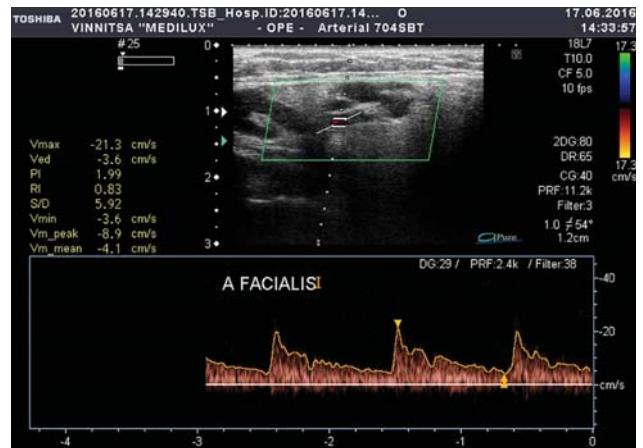 TOSHIBA
20160617.142940.TSB_Hosp.ID:20160617.14... O 17.06.2016
VINNITSA "MEDILUX" - OPE - Arterial 704SBT 14:33:57
#25
0
1
2
3
18L7
T10.0
CF 5.0
10 fps
17.3
17.3
cm/s
2DG:80
DR:65
CG:40
PRF:11.2k
Filter:3
1.0 54°
1.2cm
aPure
Vmax -21.3 cm/s
Ved -3.6 cm/s
PI 1.99
RI 0.83
S/D 5.92
Vmin -3.6 cm/s
Vm_peak -8.9 cm/s
Vm_mean -4.1 cm/s
DG:29 / PRF:2.4k / Filter:38
A FACIALIS
-40
-20
cm/s
-4 -3 -2 -1 0